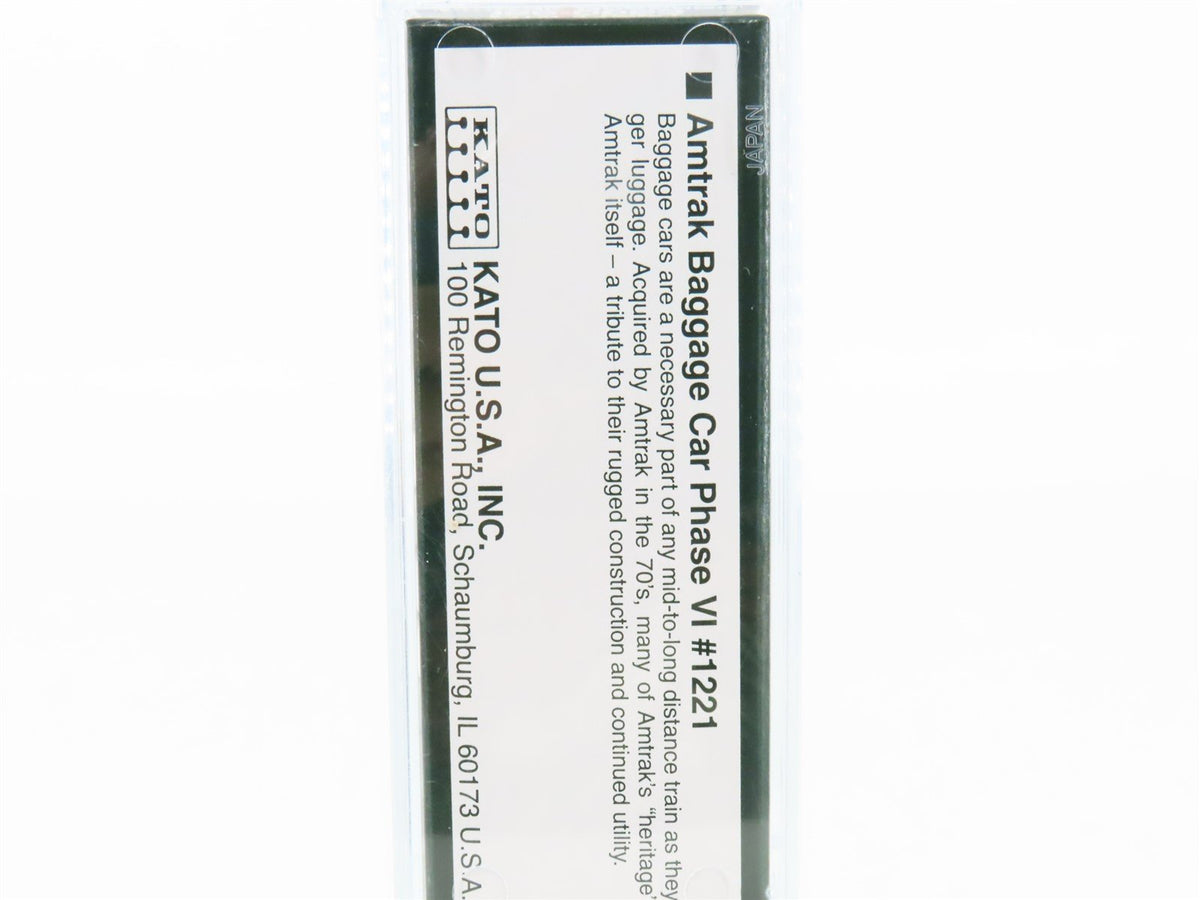 Amtrak Baggage Car Phase VI #1221
Baggage cars are a necessary part of any mid-to-long distance train as they
ger luggage. Acquired by Amtrak in the 70's, many of Amtrak's "heritage"
Amtrak itself – a tribute to their rugged construction and continued utility.
KATO
KATO U.S.A., INC.
100 Remington Road, Schaumburg, IL 60173 U.S.A.
JAPAN